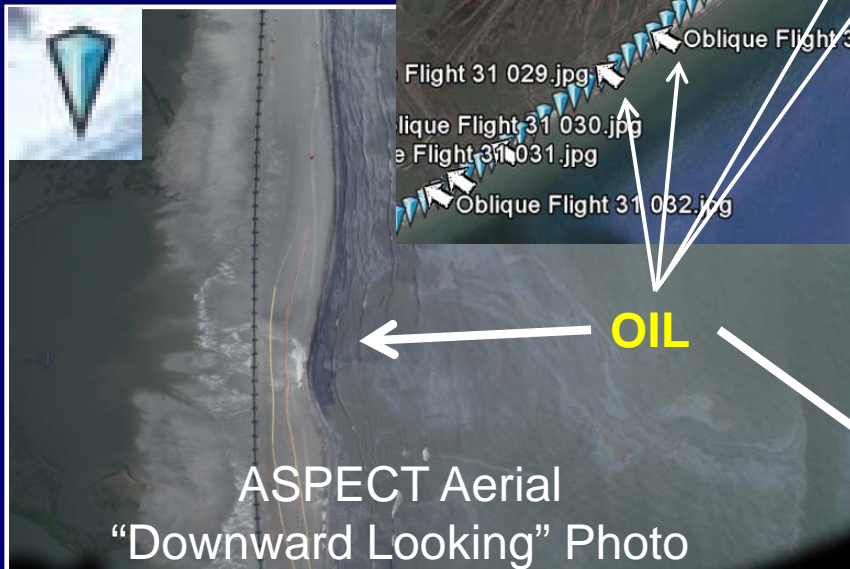 Oblique Flight 3
Flight 31 029.jpg
lique Flight 31 030.jpg
e Flight 31 031.jpg
Oblique Flight 31 032.jpg
OIL
ASPECT Aerial
“Downward Looking” Photo